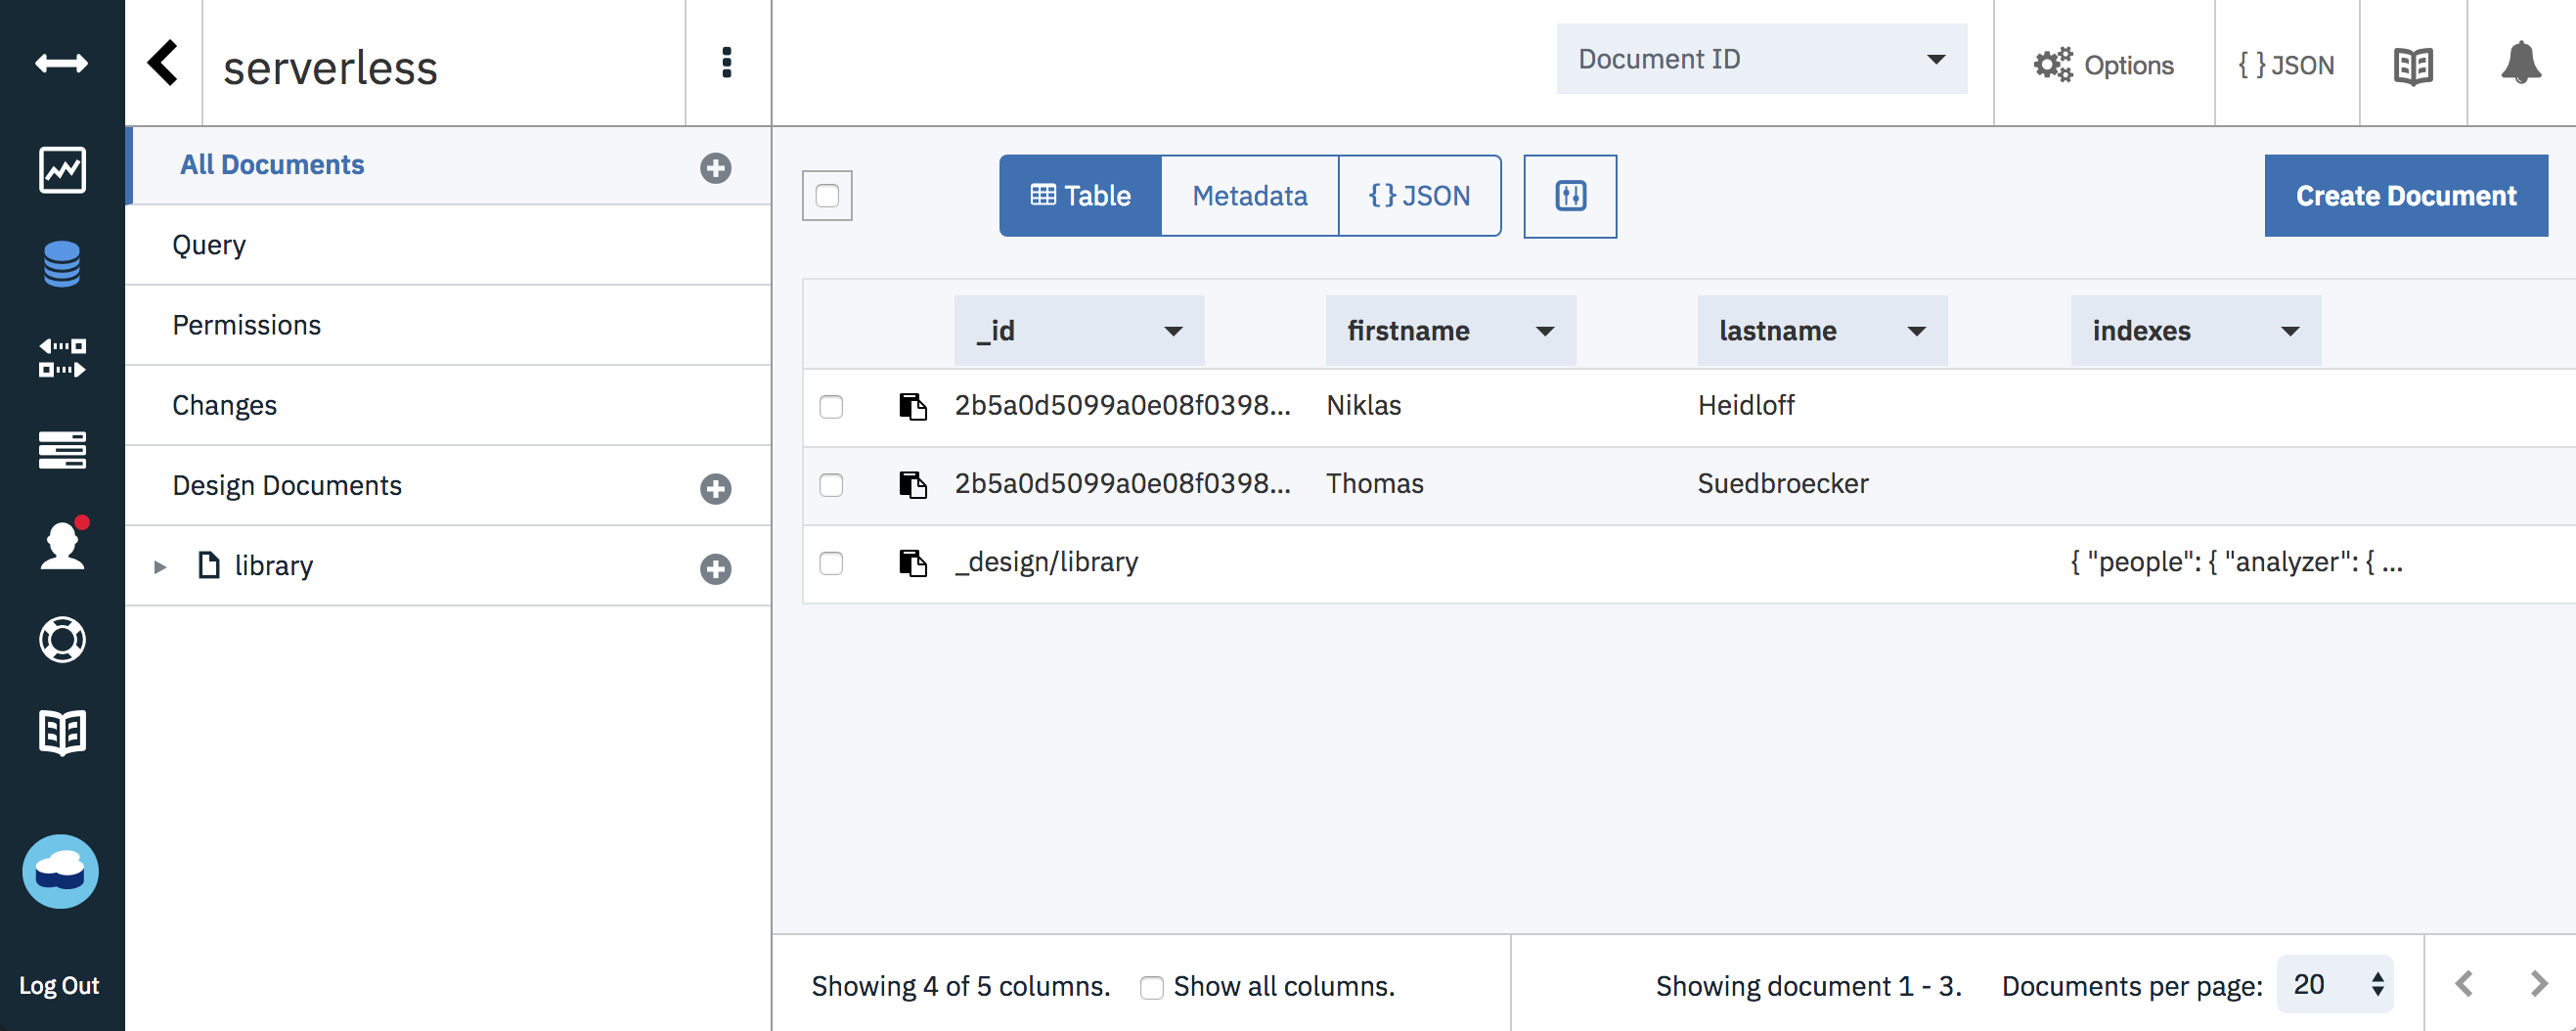 serverless
Document ID
Options
{ } JSON
All Documents
Query
Permissions
Changes
Design Documents
library
Log Out
Table
Metadata
{ } JSON
Create Document
_id firstname lastname indexes
2b5a0d5099a0e08f0398... Niklas Heidloff
2b5a0d5099a0e08f0398... Thomas Suedbroecker
_design/library { "people": { "analyzer": { ...
Showing 4 of 5 columns. Show all columns.
Showing document 1 - 3. Documents per page: 20